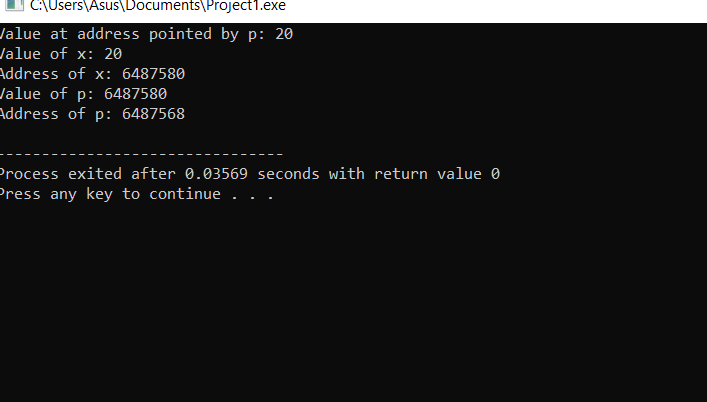 C:\Users\Asus\Documents\Project1.exe
Value at address pointed by p: 20
Value of x: 20
Address of x: 6487580
Value of p: 6487580
Address of p: 6487568
--------------------------------
Process exited after 0.03569 seconds with return value 0
Press any key to continue . . .